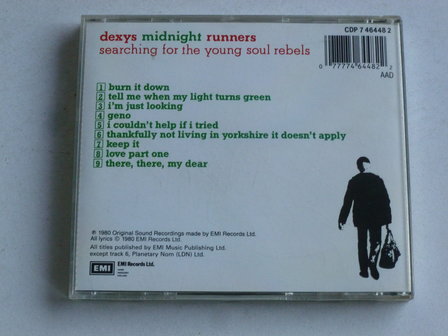 dexys midnight runners
searching for the young soul rebels
CDP 7 46448 2
0 77774 64482 2
AAD
1 burn it down
2 tell me when my light turns green
3 i'm just looking
4 geno
5 i couldn't help if i tried
6 thankfully not living in yorkshire it doesn't apply
7 keep it
8 love part one
9 there, there, my dear
℗ 1980 Original Sound Recordings made by EMI Records Ltd.
All lyrics © 1980 EMI Records Ltd.
All titles published by EMI Music Publishing Ltd.
except track 6, Planetary Nom (LDN) Ltd.
EMI EMI Records Ltd.